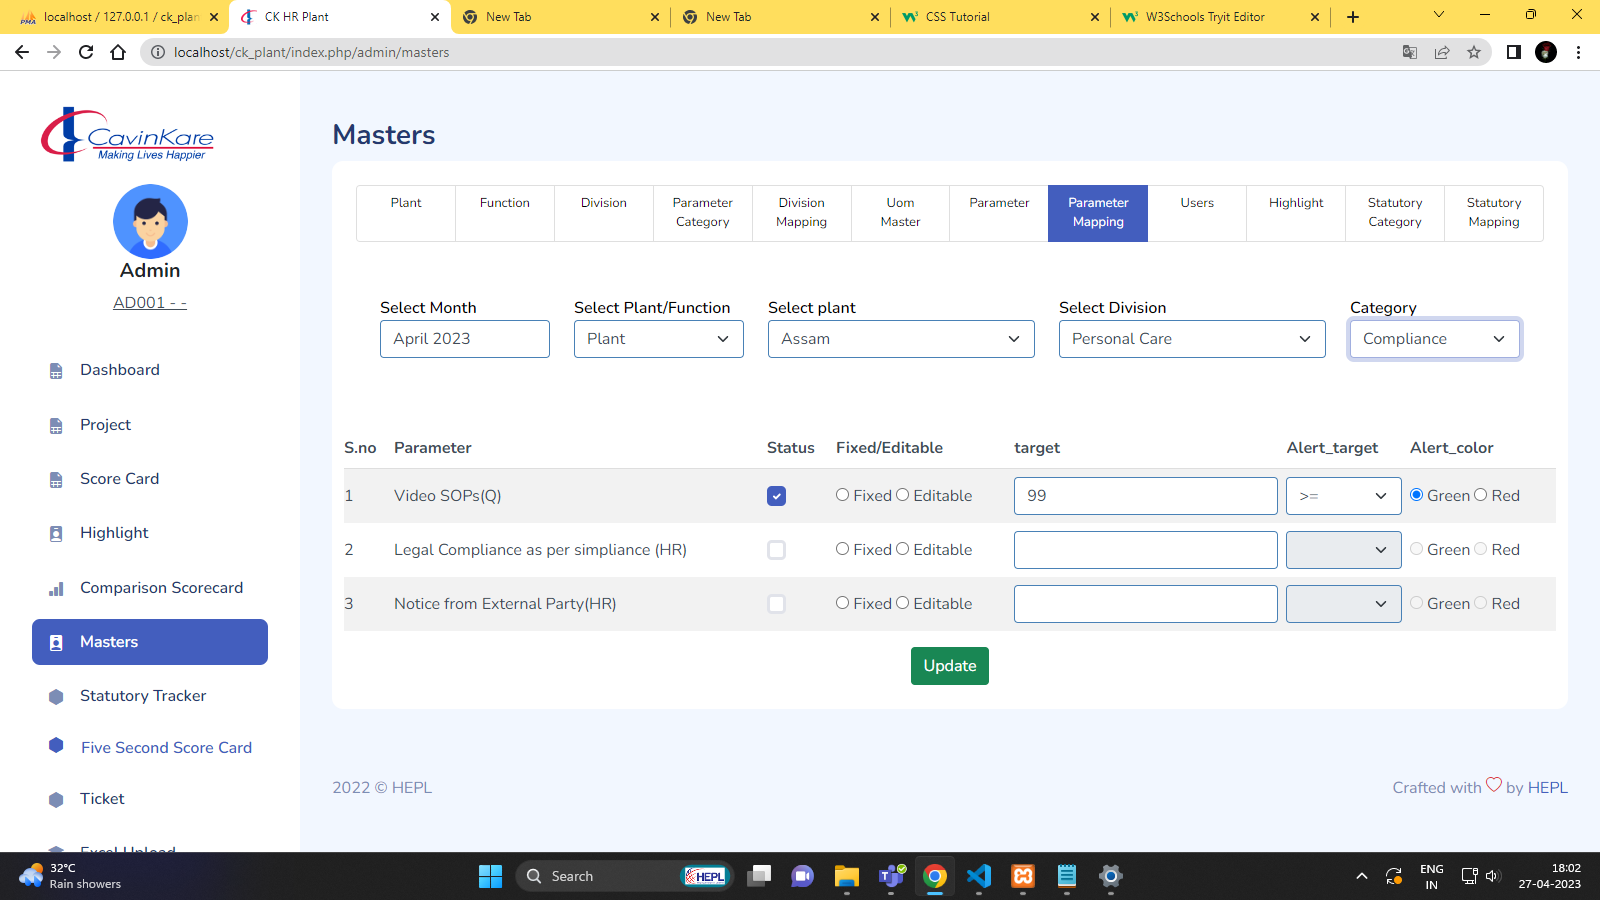 localhost / 127.0.0.1 / ck_plan
CK HR Plant
New Tab
New Tab
CSS Tutorial
W3Schools Tryit Editor
localhost/ck_plant/index.php/admin/masters
CavinKare
Making Lives Happier
Admin
AD001 - -
Dashboard
Project
Score Card
Highlight
Comparison Scorecard
Masters
Statutory Tracker
Five Second Score Card
Ticket
Excel Upload
Masters
Plant
Function
Division
Parameter
Category
Division
Mapping
Uom
Master
Parameter
Parameter
Mapping
Users
Highlight
Statutory
Category
Statutory
Mapping
Select Month
April 2023
Select Plant/Function
Plant
Select plant
Assam
Select Division
Personal Care
Category
Compliance
S.no Parameter Status Fixed/Editable target Alert_target Alert_color
1 Video SOPs(Q) Fixed Editable 99 >= Green Red
2 Legal Compliance as per simpliance (HR) Fixed Editable Green Red
3 Notice from External Party(HR) Fixed Editable Green Red
Update
2022 © HEPL
Crafted with by HEPL
32°C
Rain showers
Search
HEPL
ENG
IN
18:02
27-04-2023